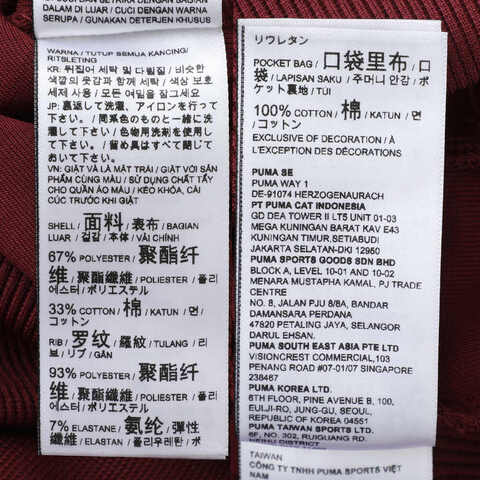 DALAM DI LUAR / CUCI DENGAN WARNA
SERUPA / GUNAKAN DETERJEN KHUSUS
WARNA / TUTUP SEMUA KANCING/
RITSLETING
KR: 뒤집어 세탁 및 다림질 / 비슷한
색깔의 옷감과 함께 세탁 / 색상 보호
세제 사용 / 모든 여밈을 잠그세요
JP: 裏返して洗濯、アイロンを行って下
さい。/ 同系色のものと一緒に洗
濯して下さい / 色物用洗剤を使用し
て下さい。/ 留め具はすべて閉じて
おいて下さい
VN: GIẶT VÀ LÀ MẶT TRÁI / GIẶT VỚI SẢN
PHẨM CÙNG MÀU / SỬ DỤNG CHẤT TẨY
CHO QUẦN ÁO MÀU / KÉO KHÓA, CÀI
CÚC TRƯỚC KHI GIẶT
SHELL / 面料 / 表布 / BAGIAN
LUAR / 겉감 / 本体 / VẢI CHÍNH
67% POLYESTER / 聚酯纤
维 / 聚酯纖維 / POLIESTER / 폴리
에스터 / ポリエステル
33% COTTON / 棉 / KATUN / 면
/ コットン
RIB / 罗纹 / 羅紋 / TULANG / 리
브 / リブ / GÂN
93% POLYESTER / 聚酯纤
维 / 聚酯纖維 / POLIESTER / 폴리
에스터 / ポリエステル
7% ELASTANE / 氨纶 / 彈性
纖維 / ELASTAN / 폴리우레탄 / ポ
リウレタン
POCKET BAG / 口袋里布 / 口
袋 / LAPISAN SAKU / 주머니 안감 / ポ
ケット裏地 / TÚI
100% COTTON / 棉 / KATUN / 면
/ コットン
EXCLUSIVE OF DECORATION / À
L'EXCEPTION DES DÉCORATIONS
PUMA SE
PUMA WAY 1
DE-91074 HERZOGENAURACH
PT PUMA CAT INDONESIA
GD DEA TOWER II LT5 UNIT 01-03
MEGA KUNINGAN BARAT KAV E4.3
KUNINGAN TIMUR.SETIABUDI
JAKARTA SELATAN-DKI 12950
PUMA SPORTS GOODS SDN BHD
BLOCK A, LEVEL 10-01 AND 10-02
MENARA MUSTAPHA KAMAL, PJ TRADE
CENTRE
NO. 8, JALAN PJU 8/8A, BANDAR
DAMANSARA PERDANA
47820 PETALING JAYA, SELANGOR
DARUL EHSAN.
PUMA SOUTH EAST ASIA PTE LTD
VISIONCREST COMMERCIAL,103
PENANG ROAD #07-01/07 SINGAPORE
238467
PUMA KOREA LTD.
6TH FLOOR, PINE AVENUE B, 100,
EULJI-RO, JUNG-GU, SEOUL,
REPUBLIC OF KOREA 04551
PUMA TAIWAN SPORTS LTD.
6F, NO. 302, RUIGUANG RD.
TAIWAN
CÔNG TY TNHH PUMA SPORTS VIỆT
NAM